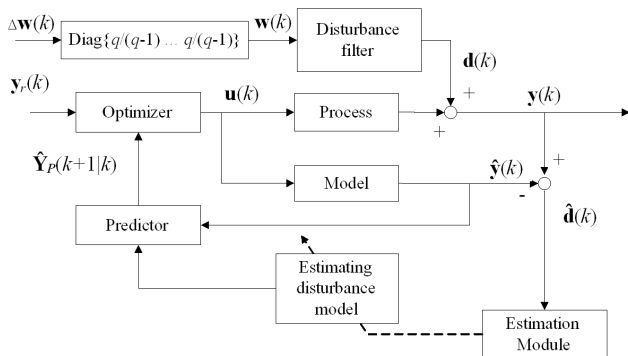 Δw(k)
Diag{q/(q-1) ... q/(q-1)}
w(k)
Disturbance
filter
d(k)
+
y_r(k)
Optimizer
u(k)
Process
+
y(k)
Ŷ_P(k+1|k)
Model
ŷ(k)
+
-
Predictor
d̂(k)
Estimating
disturbance
model
Estimation
Module